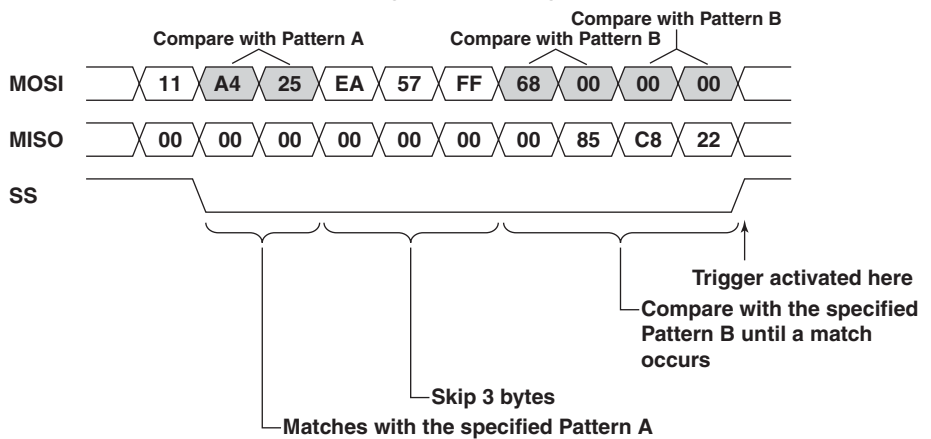 Compare with Pattern B
Compare with Pattern A
Compare with Pattern B
MOSI 11 A4 25 EA 57 FF 68 00 00 00
MISO 00 00 00 00 00 00 00 85 C8 22
SS
Trigger activated here
Compare with the specified
Pattern B until a match
occurs
Skip 3 bytes
Matches with the specified Pattern A